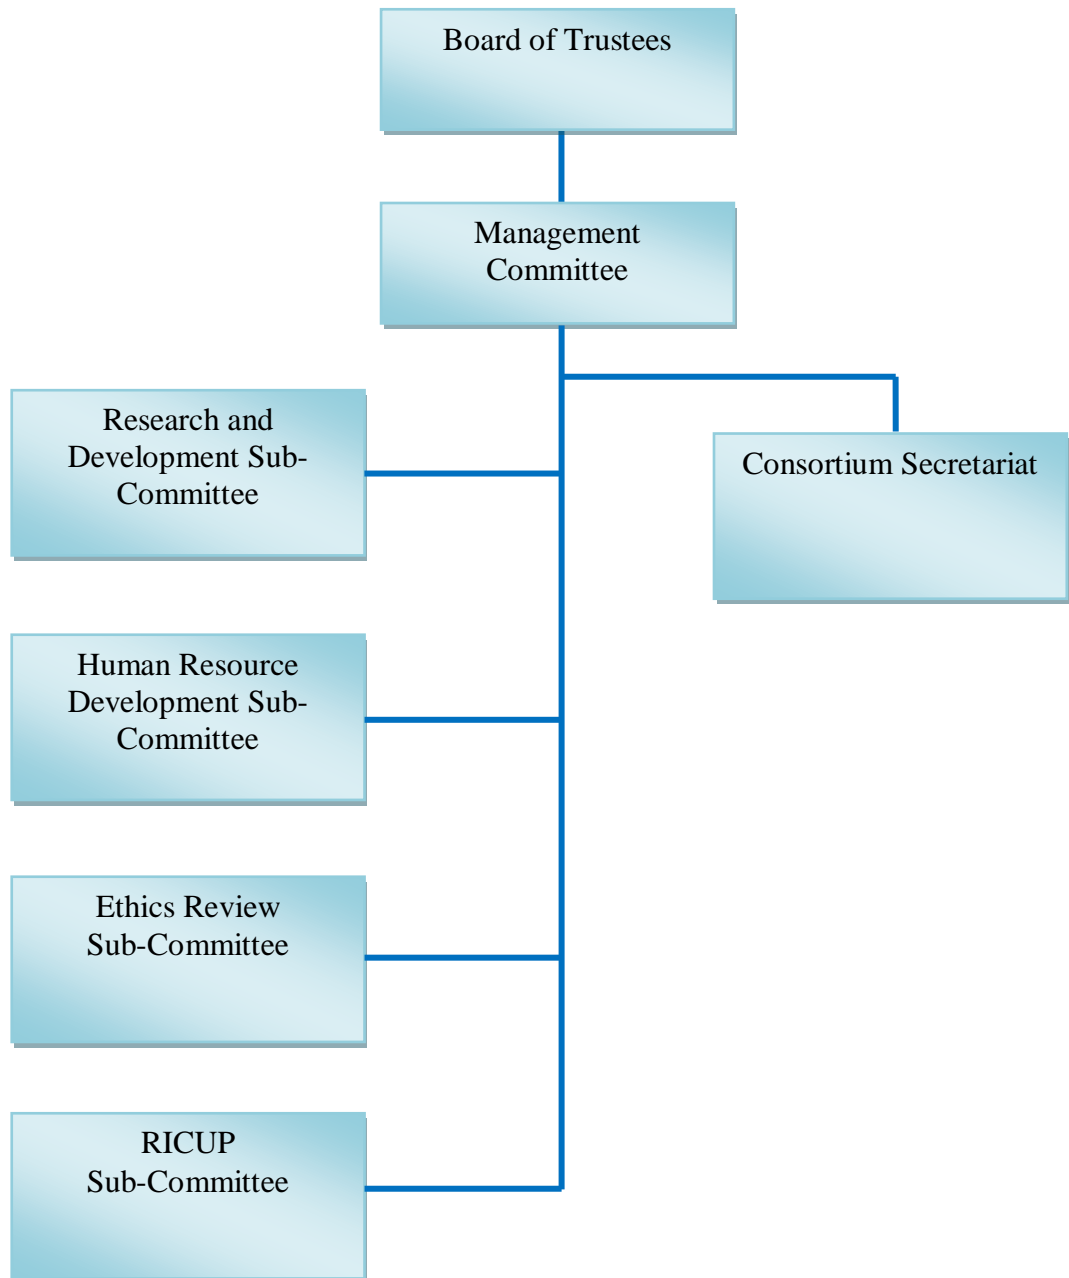 Board of Trustees
Management
Committee
Research and
Development Sub-
Committee
Consortium Secretariat
Human Resource
Development Sub-
Committee
Ethics Review
Sub-Committee
RICUP
Sub-Committee